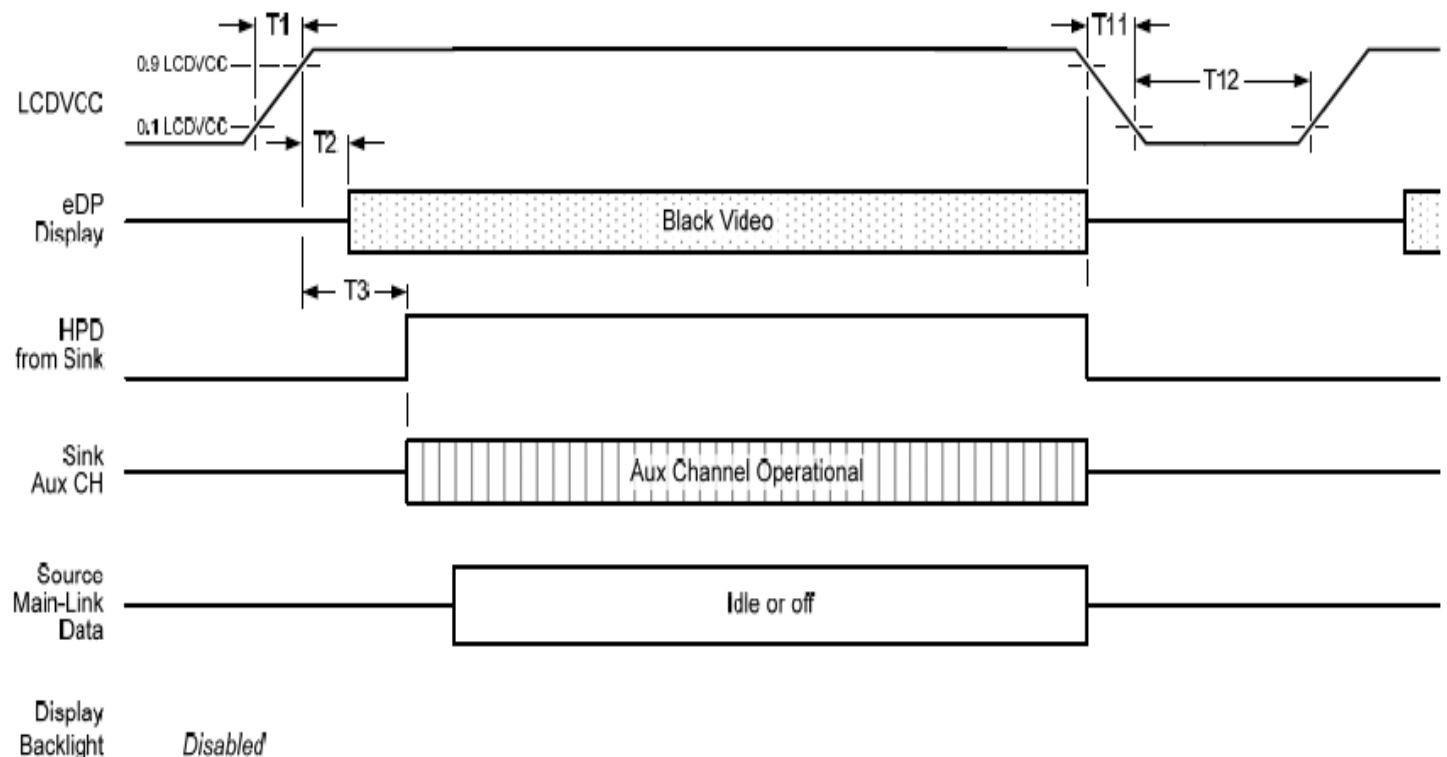 T1
T11
0.9 LCDVCC
LCDVCC
T12
0.1 LCDVCC
T2
eDP
Display
Black Video
T3
HPD
from Sink
Sink
Aux CH
Aux Channel Operational
Source
Main-Link
Data
Idle or off
Display
Backlight
Disabled